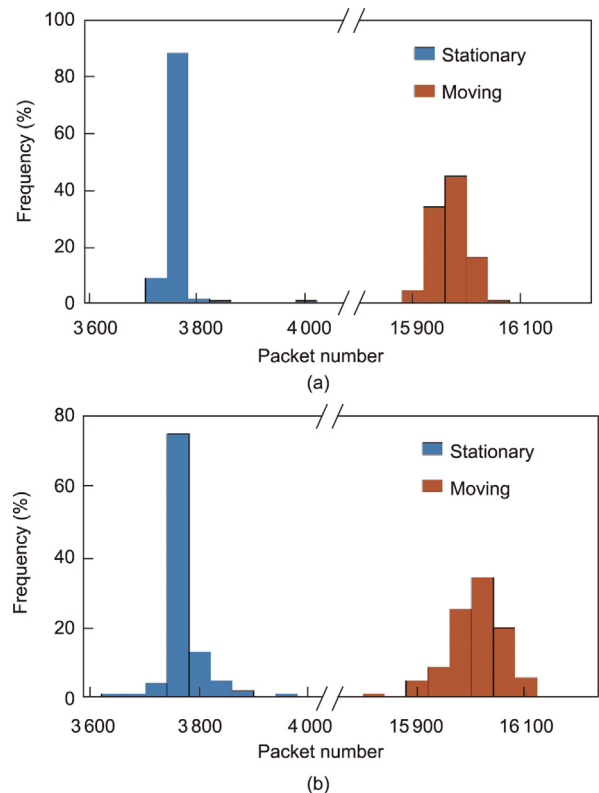 100
80
60
40
20
0
Frequency (%)
Stationary
Moving
3 600
3 800
4 000
15 900
16 100
Packet number
(a)
80
60
40
20
0
Frequency (%)
Stationary
Moving
3 600
3 800
4 000
15 900
16 100
Packet number
(b)